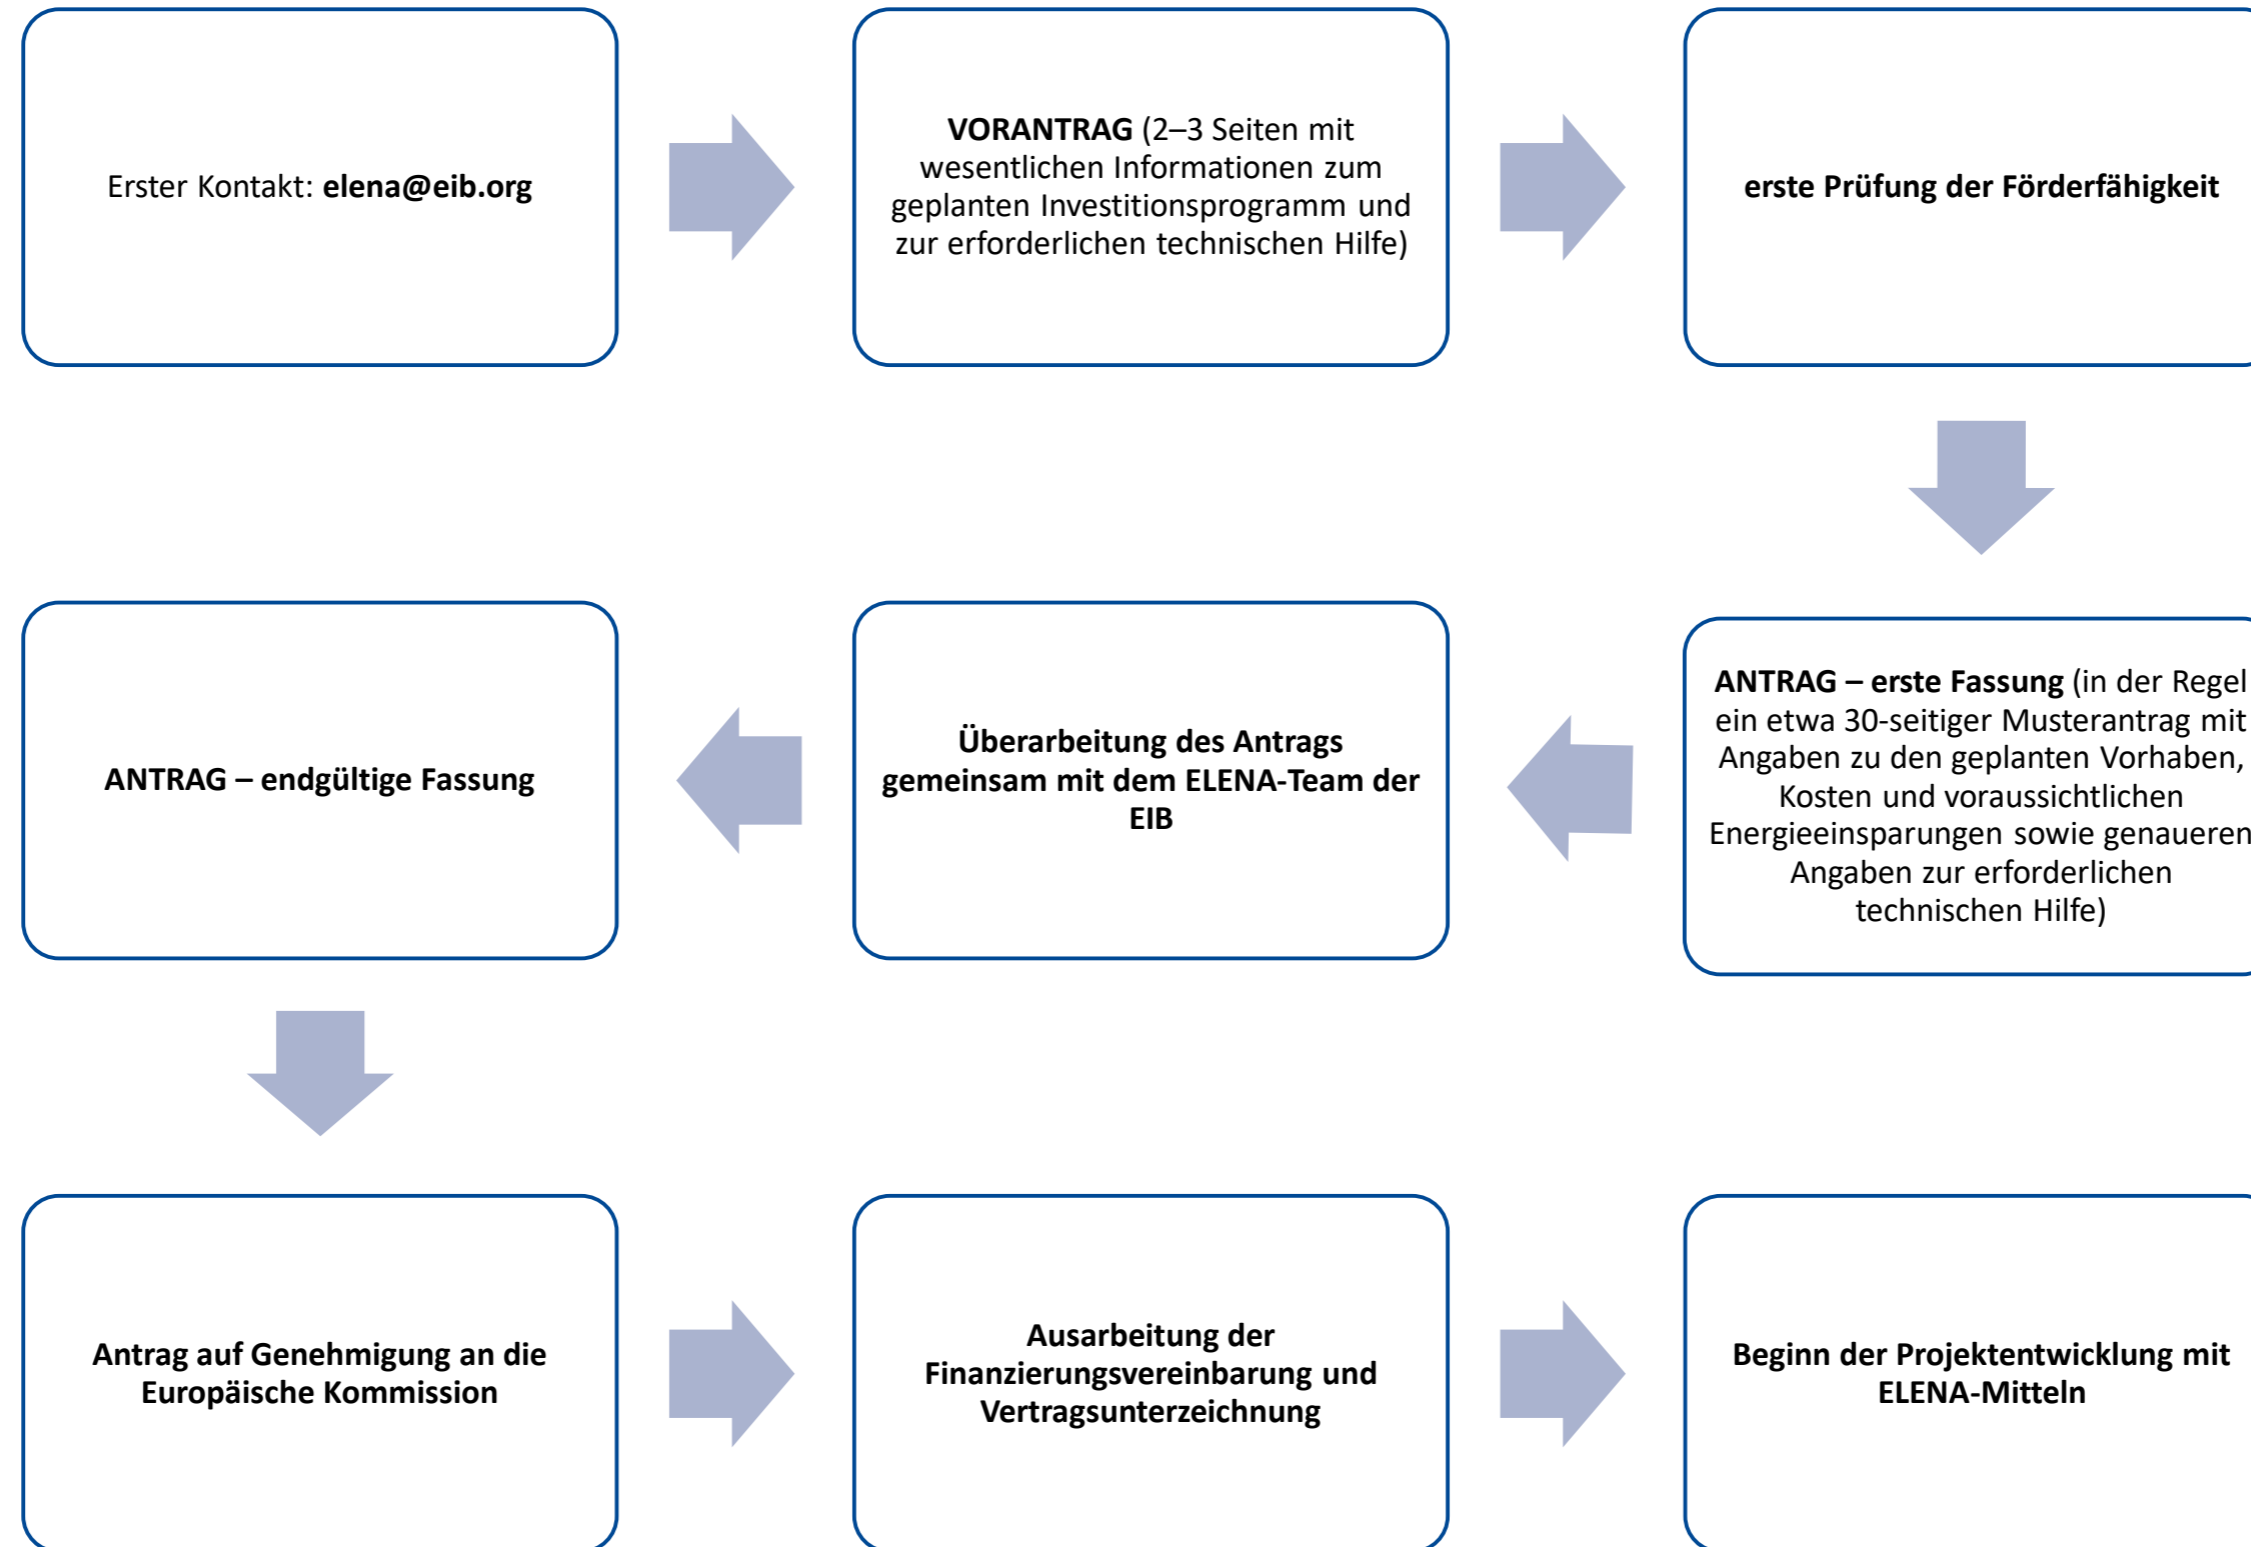 Erster Kontakt: elena@eib.org
VORANTRAG (2–3 Seiten mit
wesentlichen Informationen zum
geplanten Investitionsprogramm und
zur erforderlichen technischen Hilfe)
erste Prüfung der Förderfähigkeit
ANTRAG – erste Fassung (in der Regel
ein etwa 30-seitiger Musterantrag mit
Angaben zu den geplanten Vorhaben,
Kosten und voraussichtlichen
Energieeinsparungen sowie genaueren
Angaben zur erforderlichen
technischen Hilfe)
Überarbeitung des Antrags
gemeinsam mit dem ELENA-Team der
EIB
ANTRAG – endgültige Fassung
Antrag auf Genehmigung an die
Europäische Kommission
Ausarbeitung der
Finanzierungsvereinbarung und
Vertragsunterzeichnung
Beginn der Projektentwicklung mit
ELENA-Mitteln